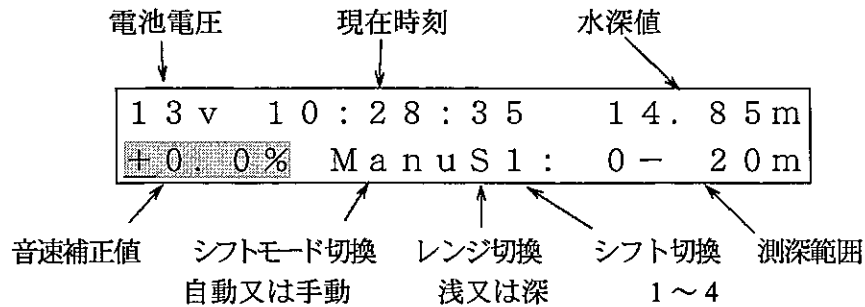 電池電圧 現在時刻 水深値
13v 10:28:35 14.85m
+0.0% ManuS1: 0- 20m
音速補正値 シフトモード切換 レンジ切換 シフト切換 測深範囲
自動又は手動 浅又は深 1~4